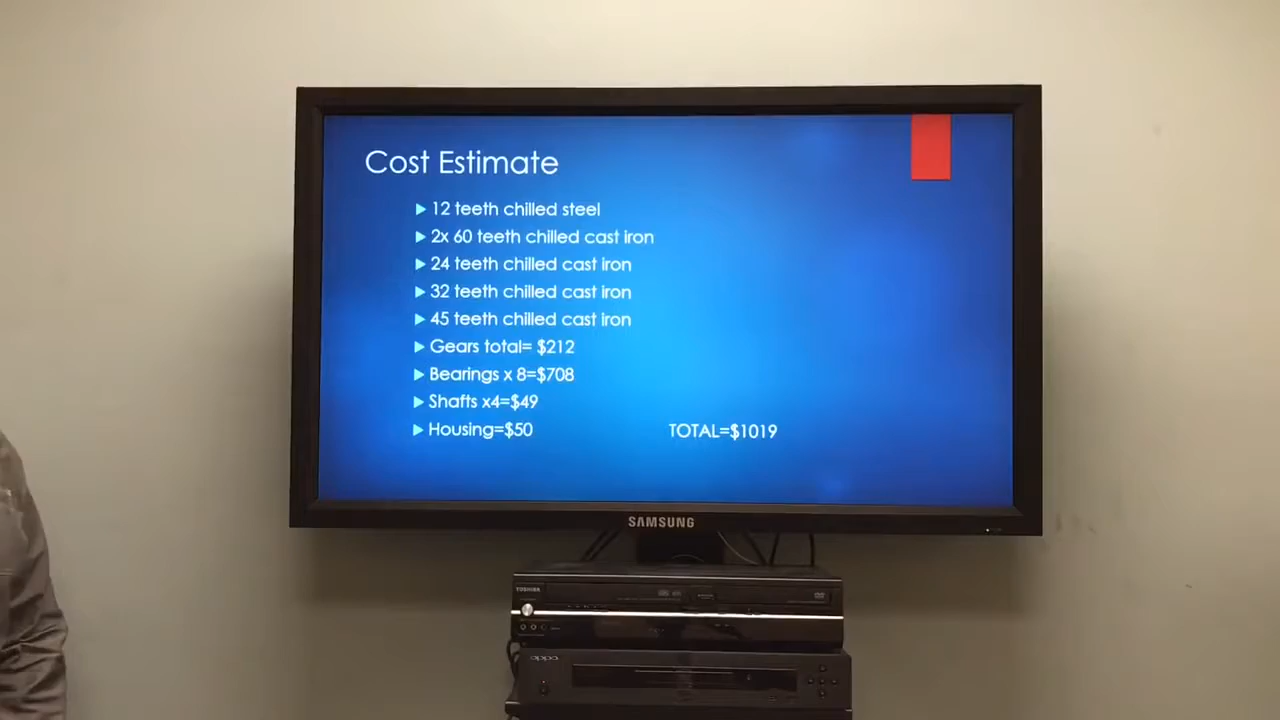 Cost Estimate
12 teeth chilled steel
2x 60 teeth chilled cast iron
24 teeth chilled cast iron
32 teeth chilled cast iron
45 teeth chilled cast iron
Gears total= $212
Bearings x 8=$708
Shafts x4=$49
Housing=$50
TOTAL=$1019
SAMSUNG
TOSHIBA
oppo